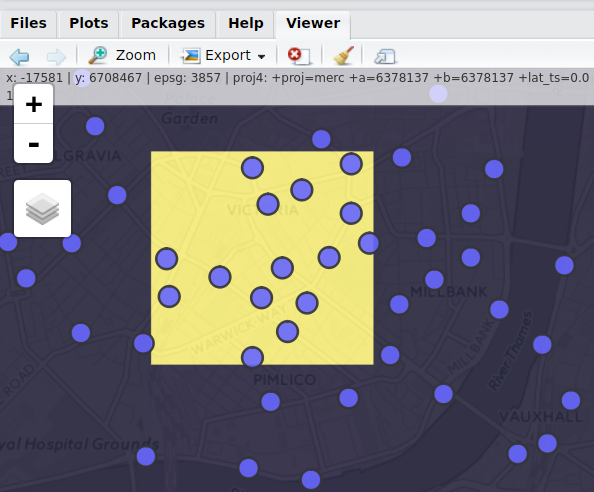 Files Plots Packages Help Viewer
Zoom Export
x: -17581 | y: 6708467 | epsg: 3857 | proj4: +proj=merc +a=6378137 +b=6378137 +lat_ts=0.0
1
+
-
Garden
LGRAVIA
VICTORIA
MILLBANK
WARWICK WAY
MILLBANK
River Thames
PIMLICO
ROAD
VAUXHALL
yal Hospital Grounds